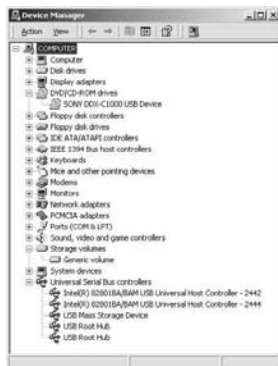 Device Manager
Action View
COMPUTER
Computer
Disk drives
Display adapters
DVD/CD-ROM drives
SONY DDX-C1000 USB Device
Floppy disk controllers
Floppy disk drives
IDE ATA/ATAPI controllers
IEEE 1394 Bus host controllers
Keyboards
Mice and other pointing devices
Modems
Monitors
Network adapters
PCMCIA adapters
Ports (COM & LPT)
Sound, video and game controllers
Storage volumes
Generic volume
System devices
Universal Serial Bus controllers
Intel(R) 82801BA/BAM USB Universal Host Controller - 2442
Intel(R) 82801BA/BAM USB Universal Host Controller - 2444
USB Mass Storage Device
USB Root Hub
USB Root Hub